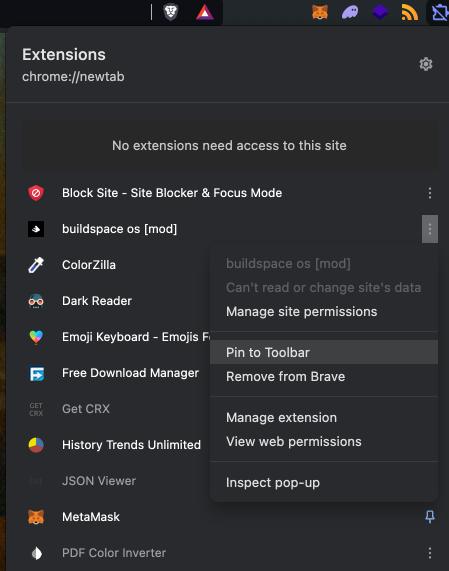 Extensions
chrome://newtab
No extensions need access to this site
Block Site - Site Blocker & Focus Mode
buildspace os [mod]
buildspace os [mod]
Can't read or change site's data
Manage site permissions
Pin to Toolbar
Remove from Brave
Manage extension
View web permissions
Inspect pop-up
ColorZilla
Dark Reader
Emoji Keyboard - Emojis
Free Download Manager
GET
CRX
Get CRX
History Trends Unlimited
JSON Viewer
MetaMask
PDF Color Inverter